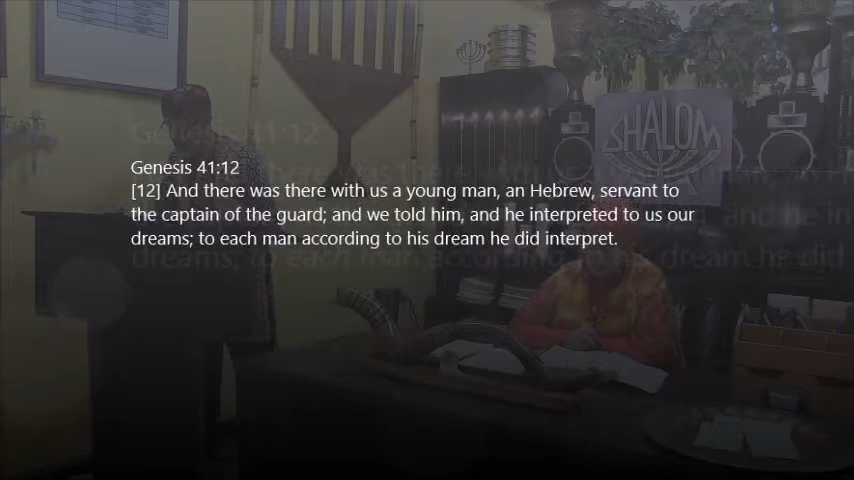 Genesis 41:12
[12] And there was there with us a young man, an Hebrew, servant to
the captain of the guard; and we told him, and he interpreted to us our
dreams; to each man according to his dream he did interpret.
SHALOM